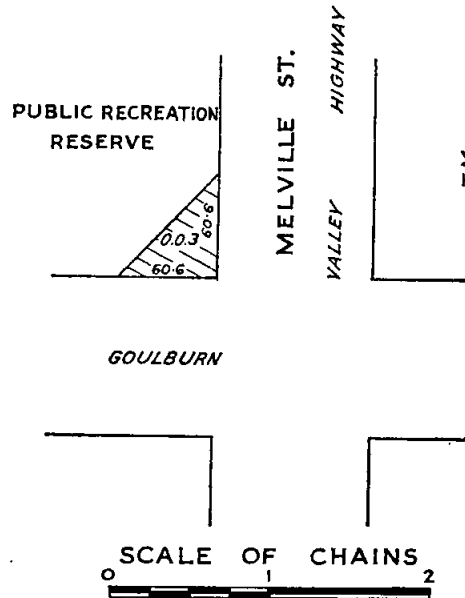 PUBLIC RECREATION
RESERVE
MELVILLE ST.
HIGHWAY
VALLEY
0.0.3
60.6
60.6
GOULBURN
SCALE OF CHAINS
0 1 2